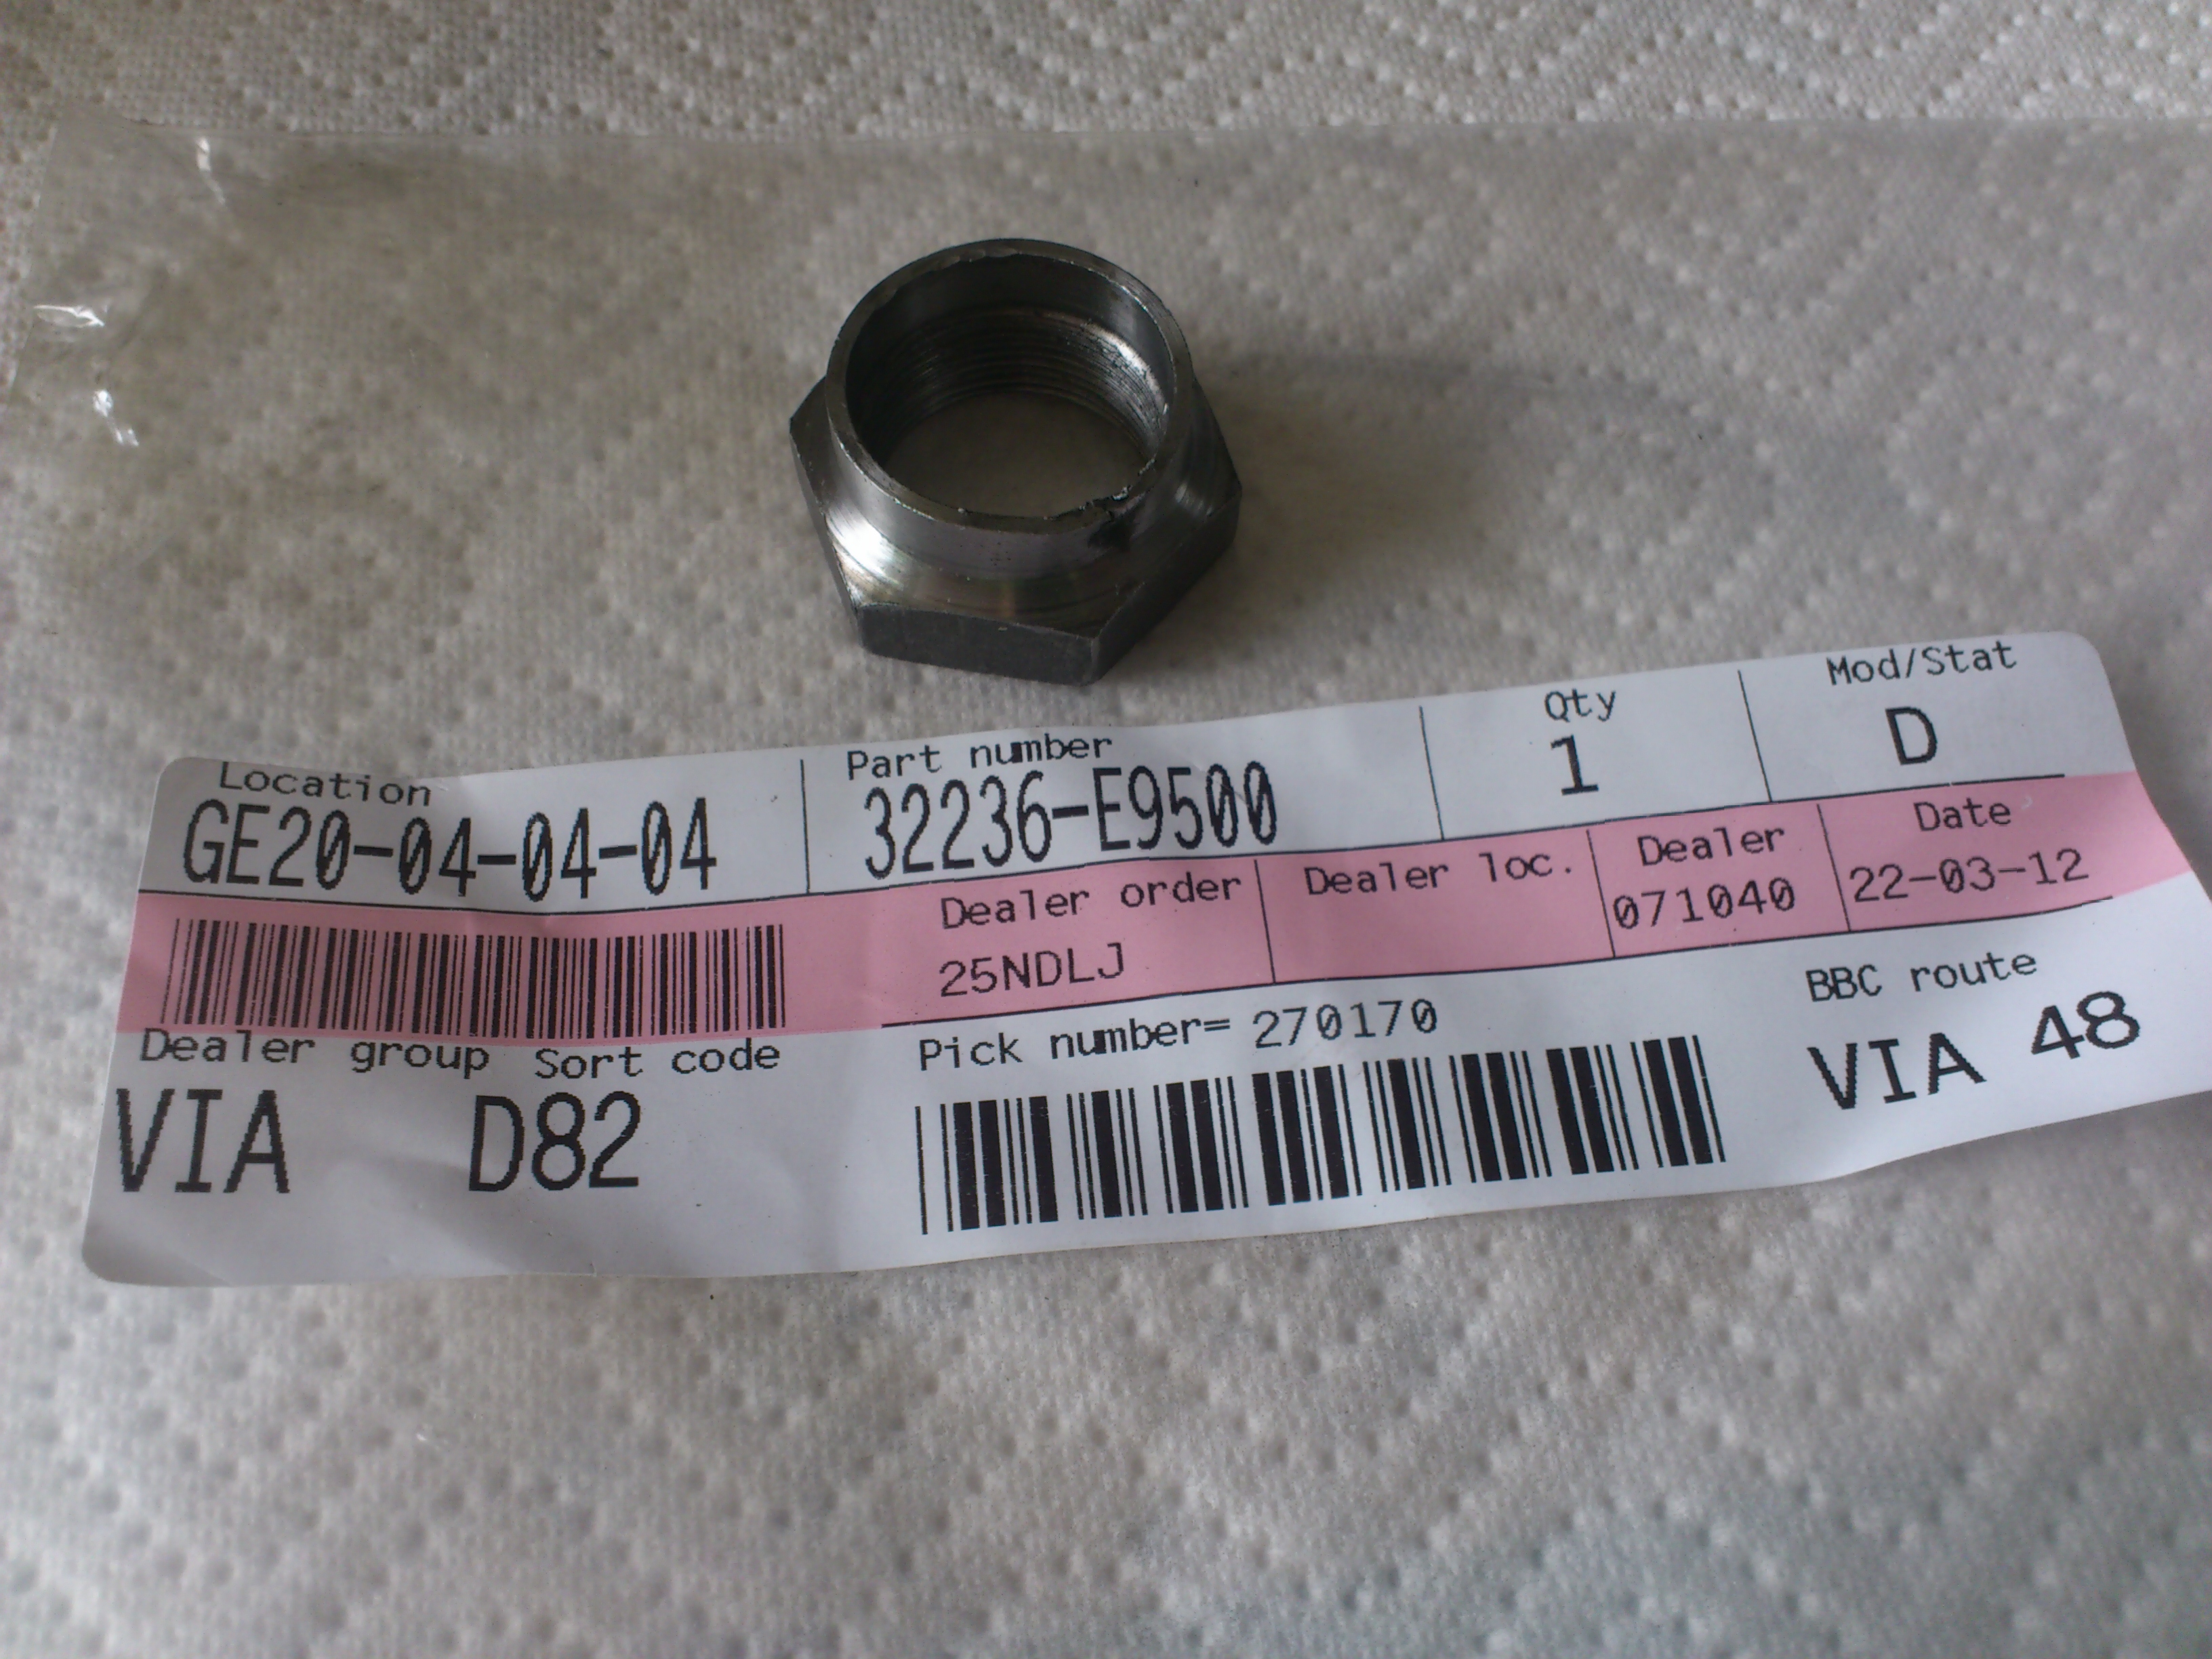 Location
GE20-04-04-04
Part number
32236-E9500
Qty
1
Mod/Stat
D
Dealer order
25NDLJ
Dealer loc.
Dealer
071040
Date
22-03-12
Dealer group
VIA
Sort code
D82
Pick number= 270170
BBC route
VIA 48